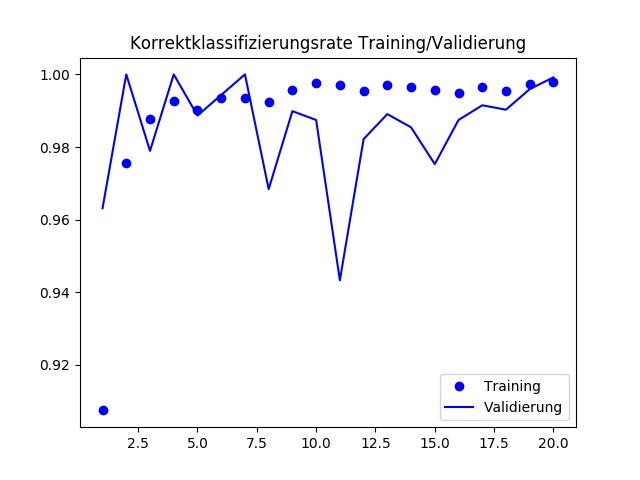 Korrektklassifizierungsrate Training/Validierung
1.00
0.98
0.96
0.94
0.92
2.5 5.0 7.5 10.0 12.5 15.0 17.5 20.0
Training
Validierung